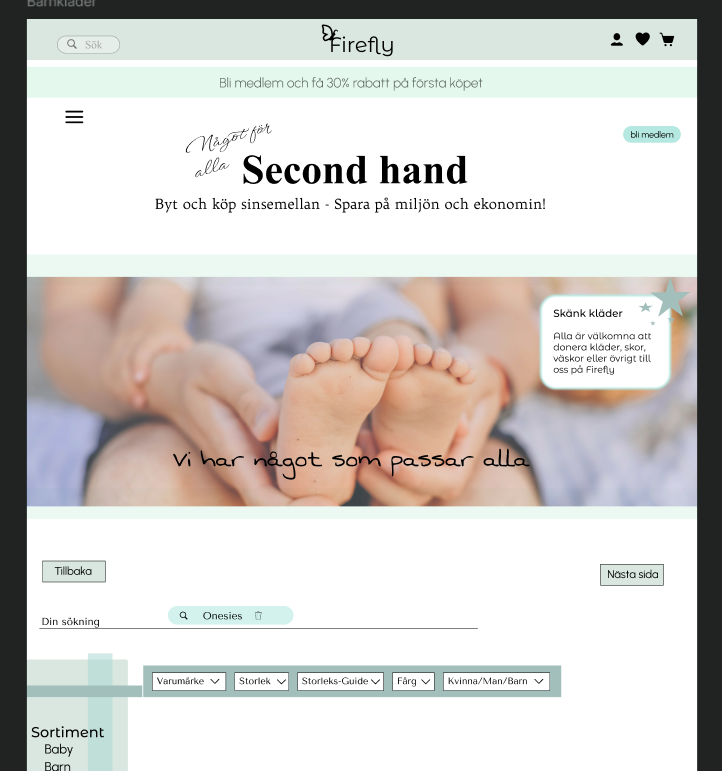 Barnkläder
Sök
Firefly
Bli medlem och få 30% rabatt på första köpet
bli medlem
Något för
alla
Second hand
Byt och köp sinsemellan - Spara på miljön och ekonomin!
Skänk kläder
Alla är välkomna att
donera kläder, skor,
väskor eller övrigt till
oss på Firefly
Vi har något som passar alla
Tillbaka
Nästa sida
Din sökning
Onesies
Varumärke
Storlek
Storleks-Guide
Färg
Kvinna/Man/Barn
Sortiment
Baby
Barn